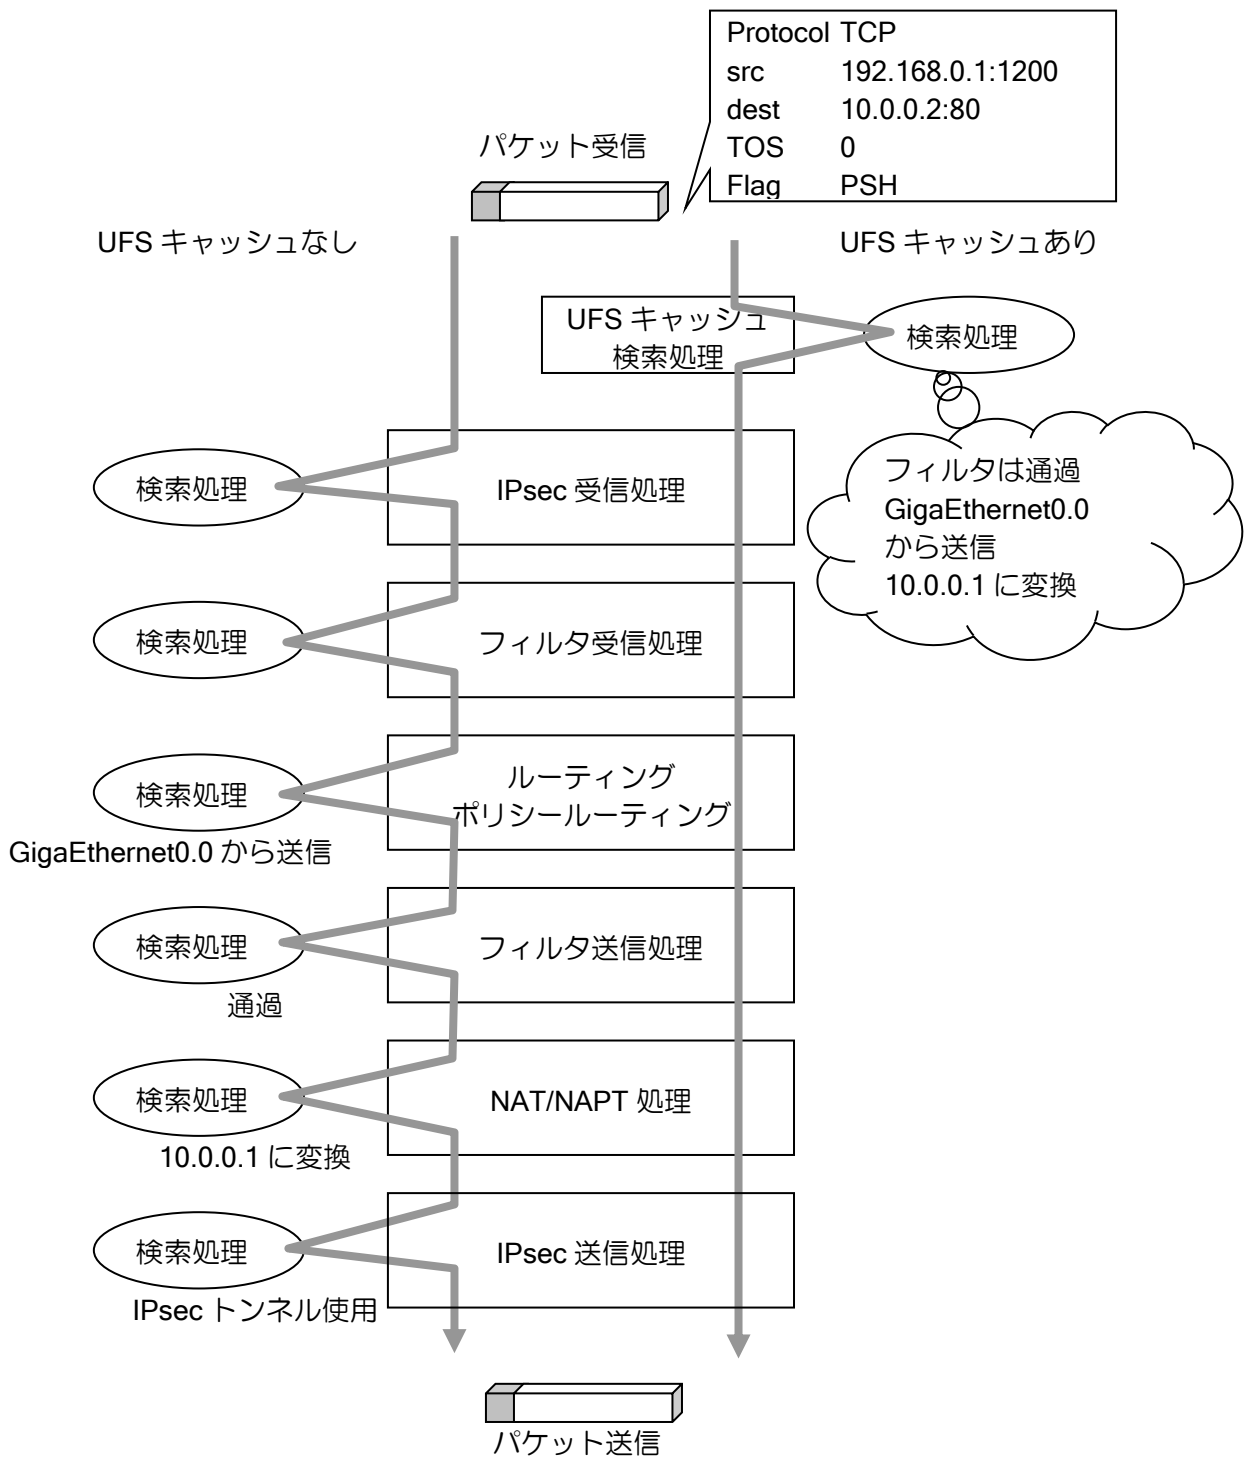 Protocol TCP
src 192.168.0.1:1200
dest 10.0.0.2:80
TOS 0
Flag PSH
パケット受信
UFS キャッシュなし
UFS キャッシュあり
UFS キャッシュ
検索処理
検索処理
フィルタは通過
GigaEthernet0.0
から送信
10.0.0.1 に変換
検索処理
IPsec 受信処理
検索処理
フィルタ受信処理
検索処理
ルーティング
ポリシールーティング
GigaEthernet0.0 から送信
検索処理
フィルタ送信処理
通過
検索処理
NAT/NAPT 処理
10.0.0.1 に変換
検索処理
IPsec 送信処理
IPsec トンネル使用
パケット送信